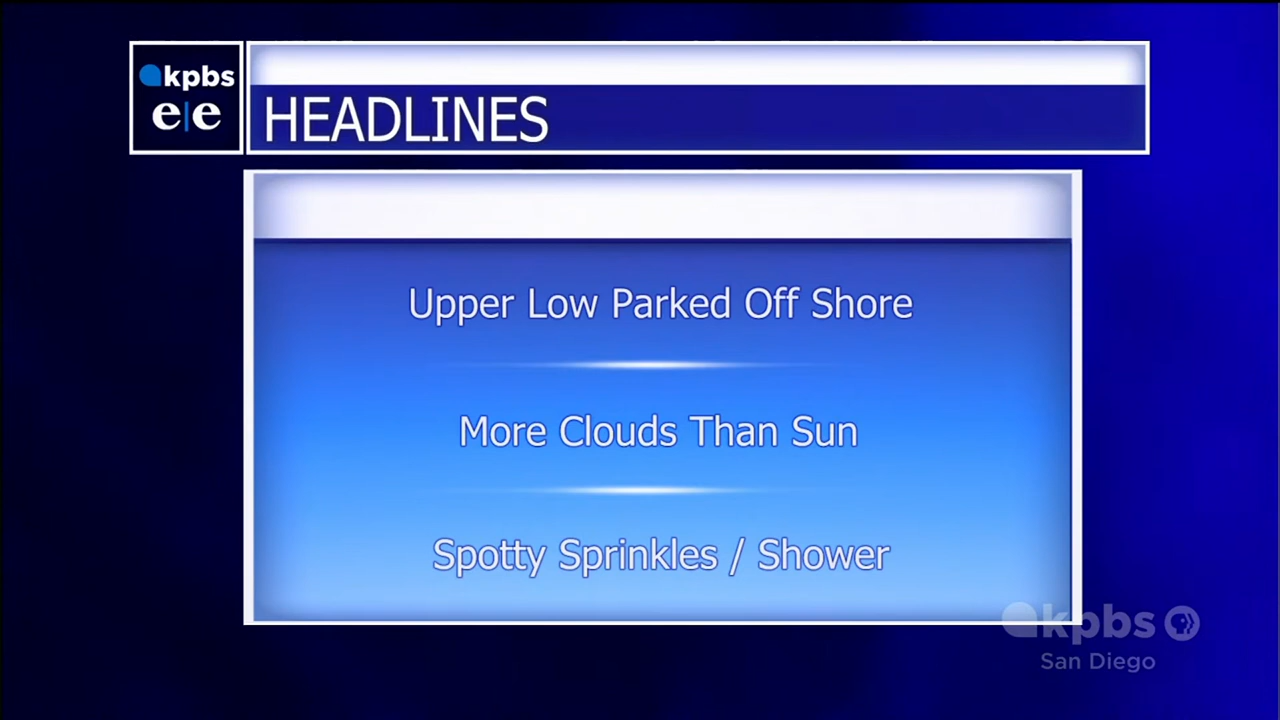 kpbs
e|e
HEADLINES
Upper Low Parked Off Shore
More Clouds Than Sun
Spotty Sprinkles / Shower
kpbs
San Diego